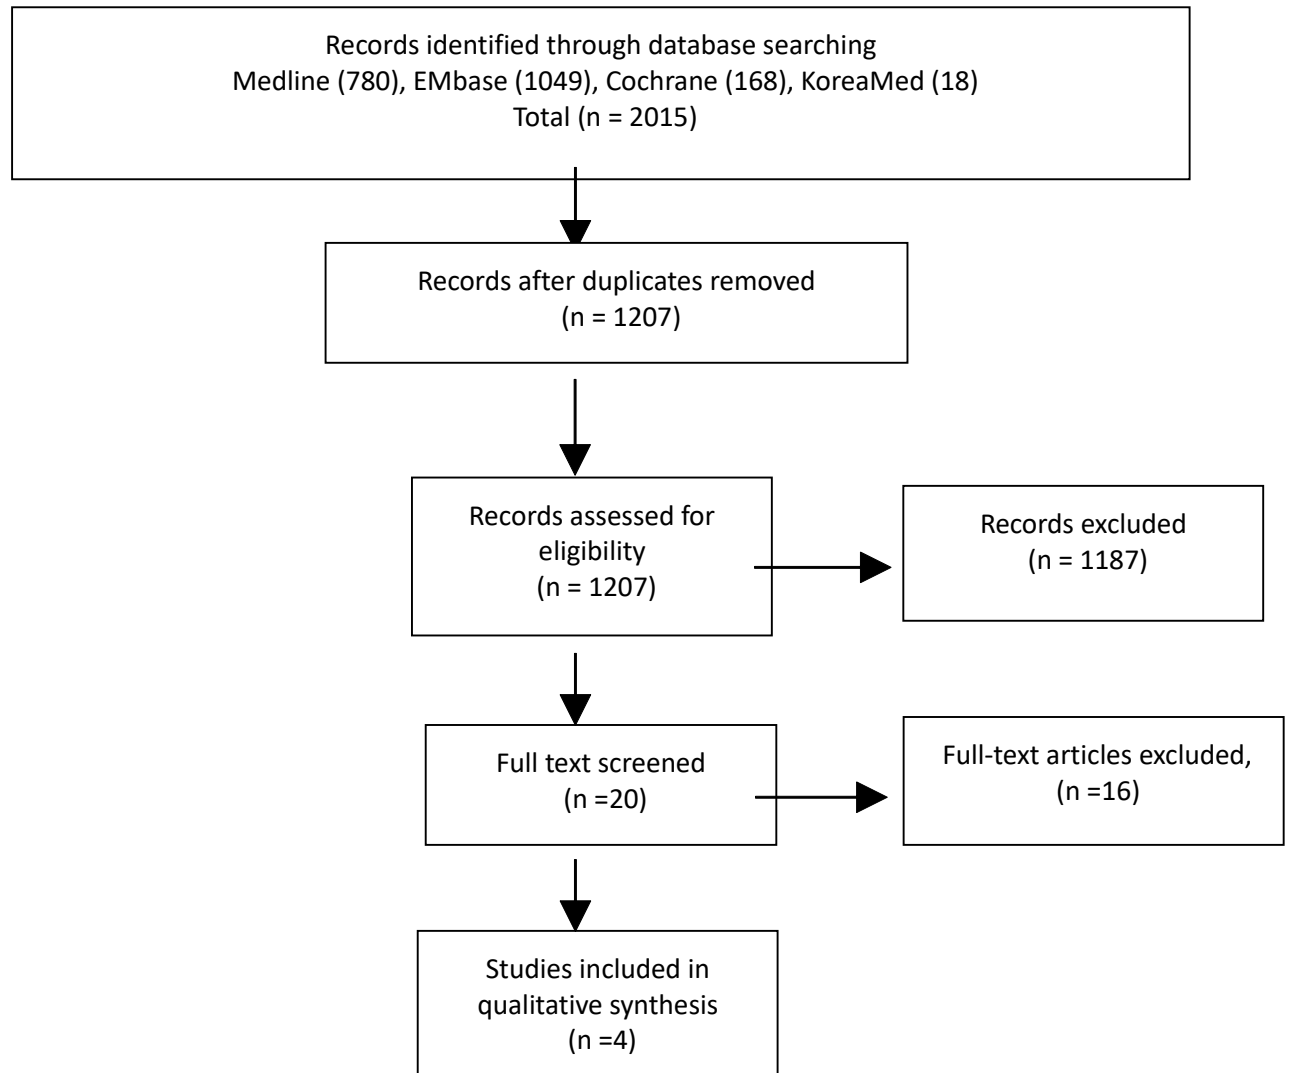 Records identified through database searching
Medline (780), EMbase (1049), Cochrane (168), KoreaMed (18)
Total (n = 2015)
Records after duplicates removed
(n = 1207)
Records assessed for
eligibility
(n = 1207)
Records excluded
(n = 1187)
Full text screened
(n =20)
Full-text articles excluded,
(n =16)
Studies included in
qualitative synthesis
(n =4)